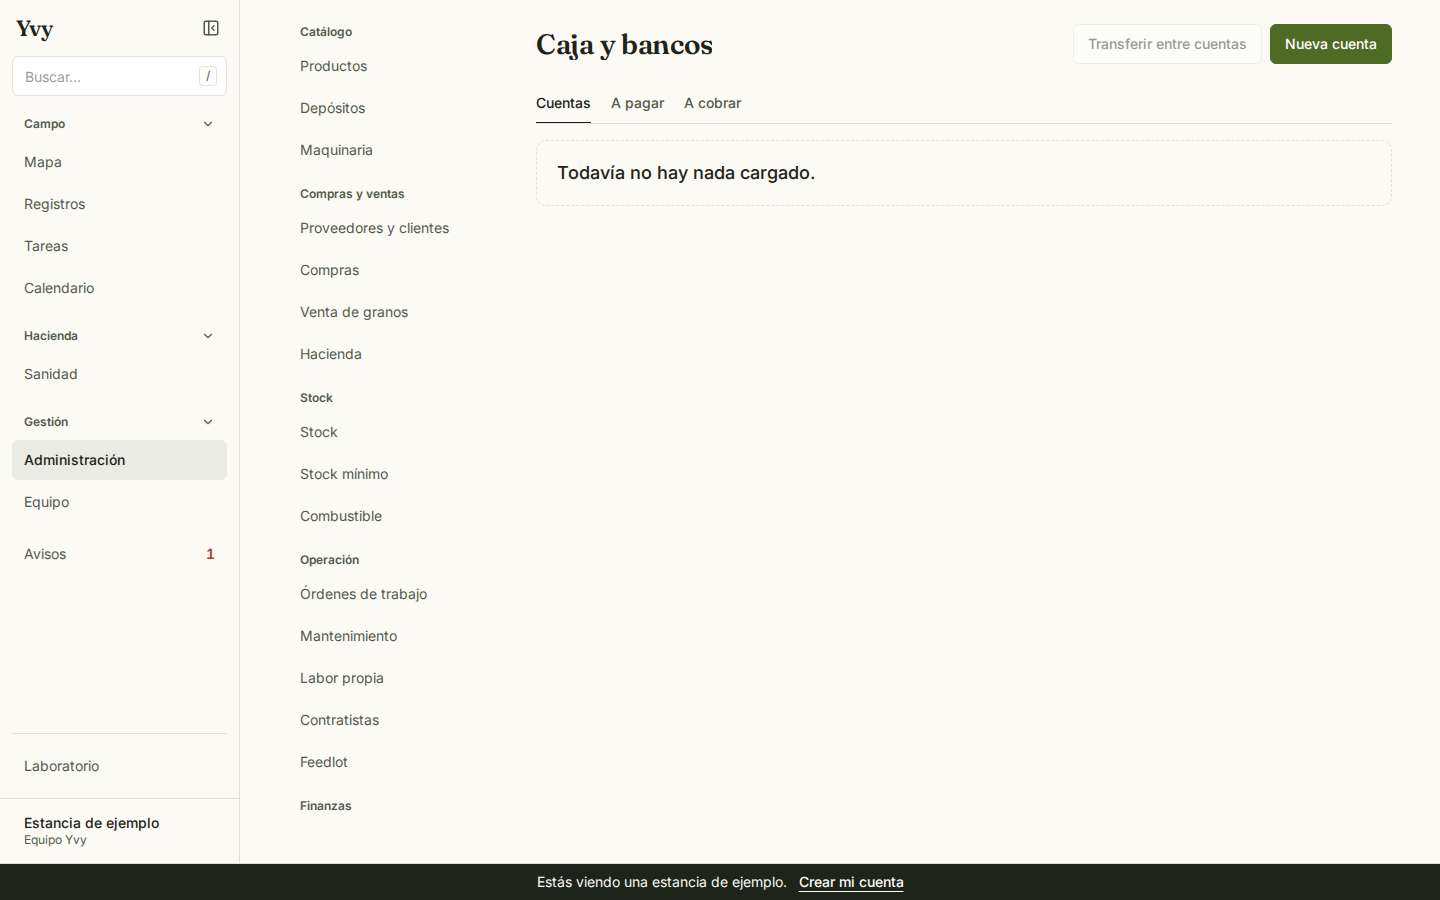 Yvy
Buscar...
/
Campo
Mapa
Registros
Tareas
Calendario
Hacienda
Sanidad
Gestión
Administración
Equipo
Avisos 1
Laboratorio
Estancia de ejemplo
Equipo Yvy
Catálogo
Productos
Depósitos
Maquinaria
Compras y ventas
Proveedores y clientes
Compras
Venta de granos
Hacienda
Stock
Stock
Stock mínimo
Combustible
Operación
Órdenes de trabajo
Mantenimiento
Labor propia
Contratistas
Feedlot
Finanzas
Caja y bancos
Transferir entre cuentas
Nueva cuenta
Cuentas A pagar A cobrar
Todavía no hay nada cargado.
Estás viendo una estancia de ejemplo. Crear mi cuenta